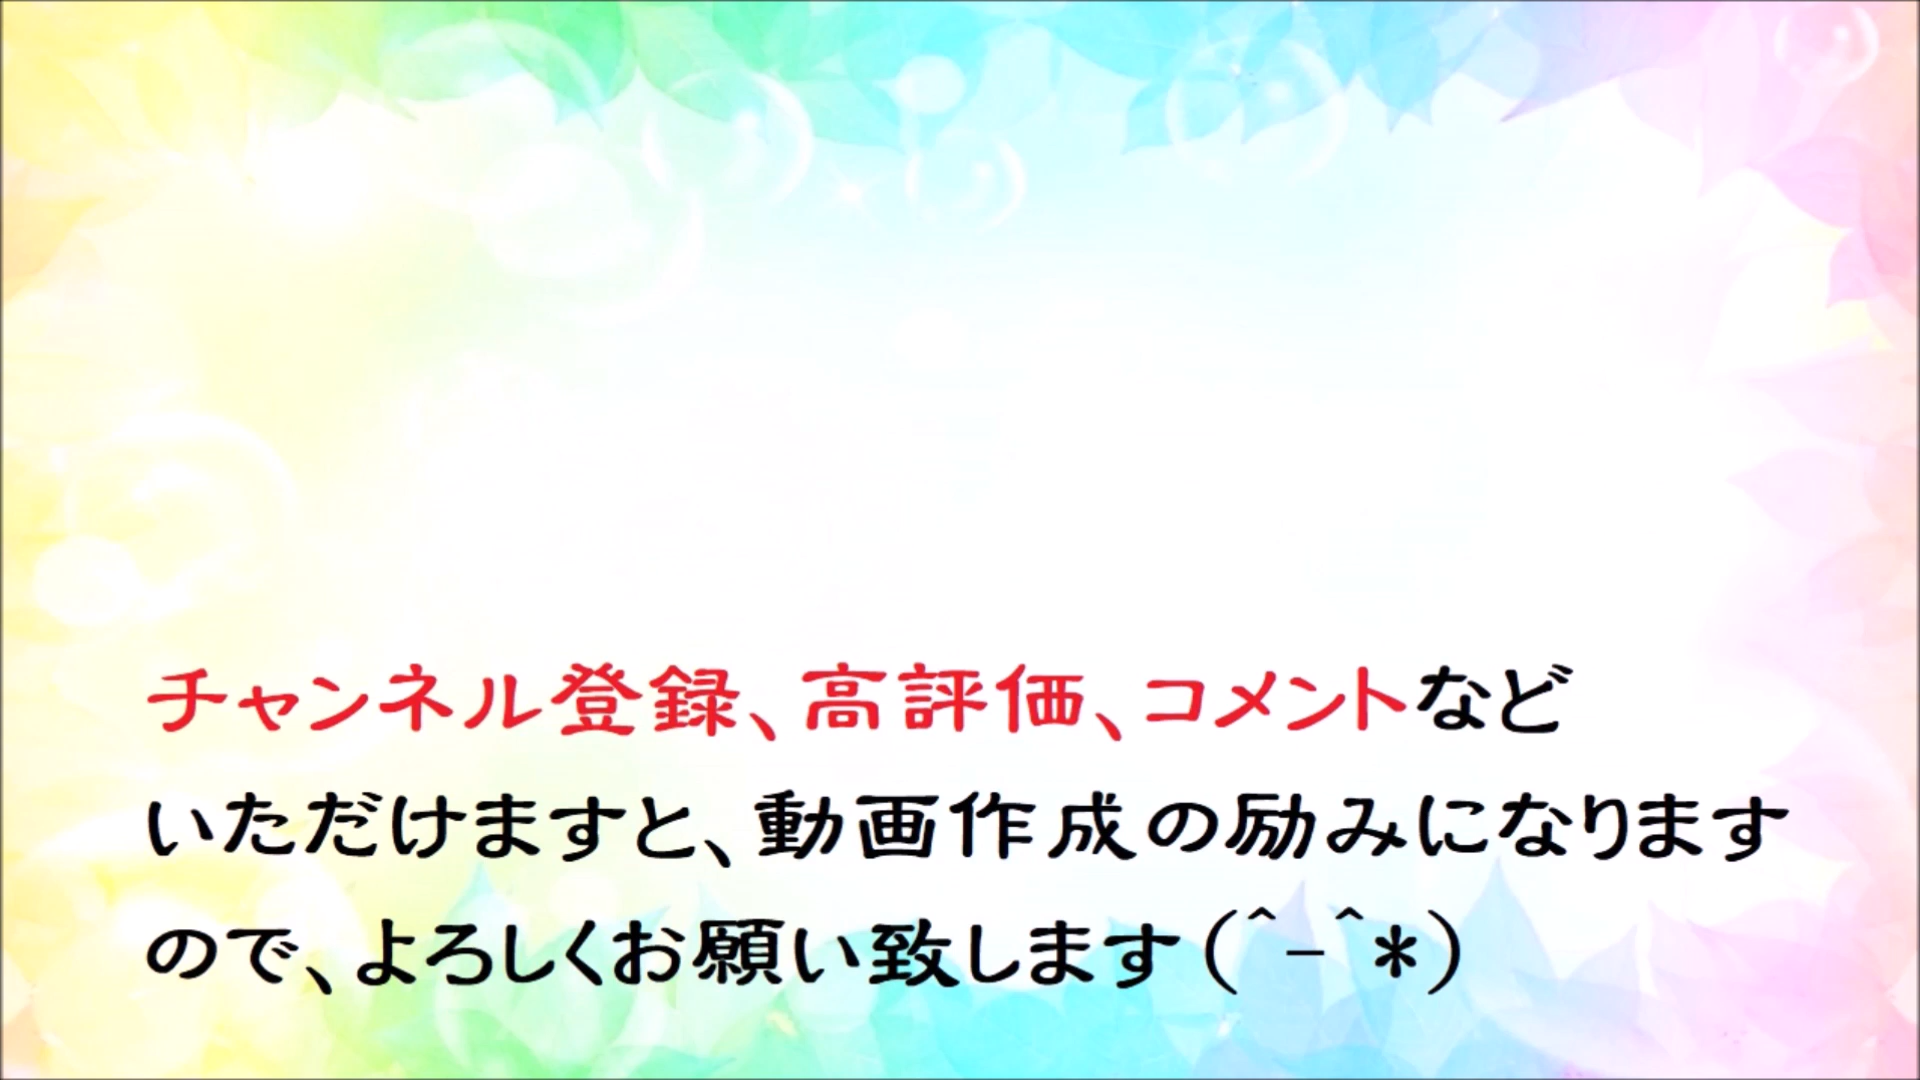 チャンネル登録、高評価、コメントなど
いただけますと、動画作成の励みになります
ので、よろしくお願い致します(^-^*)